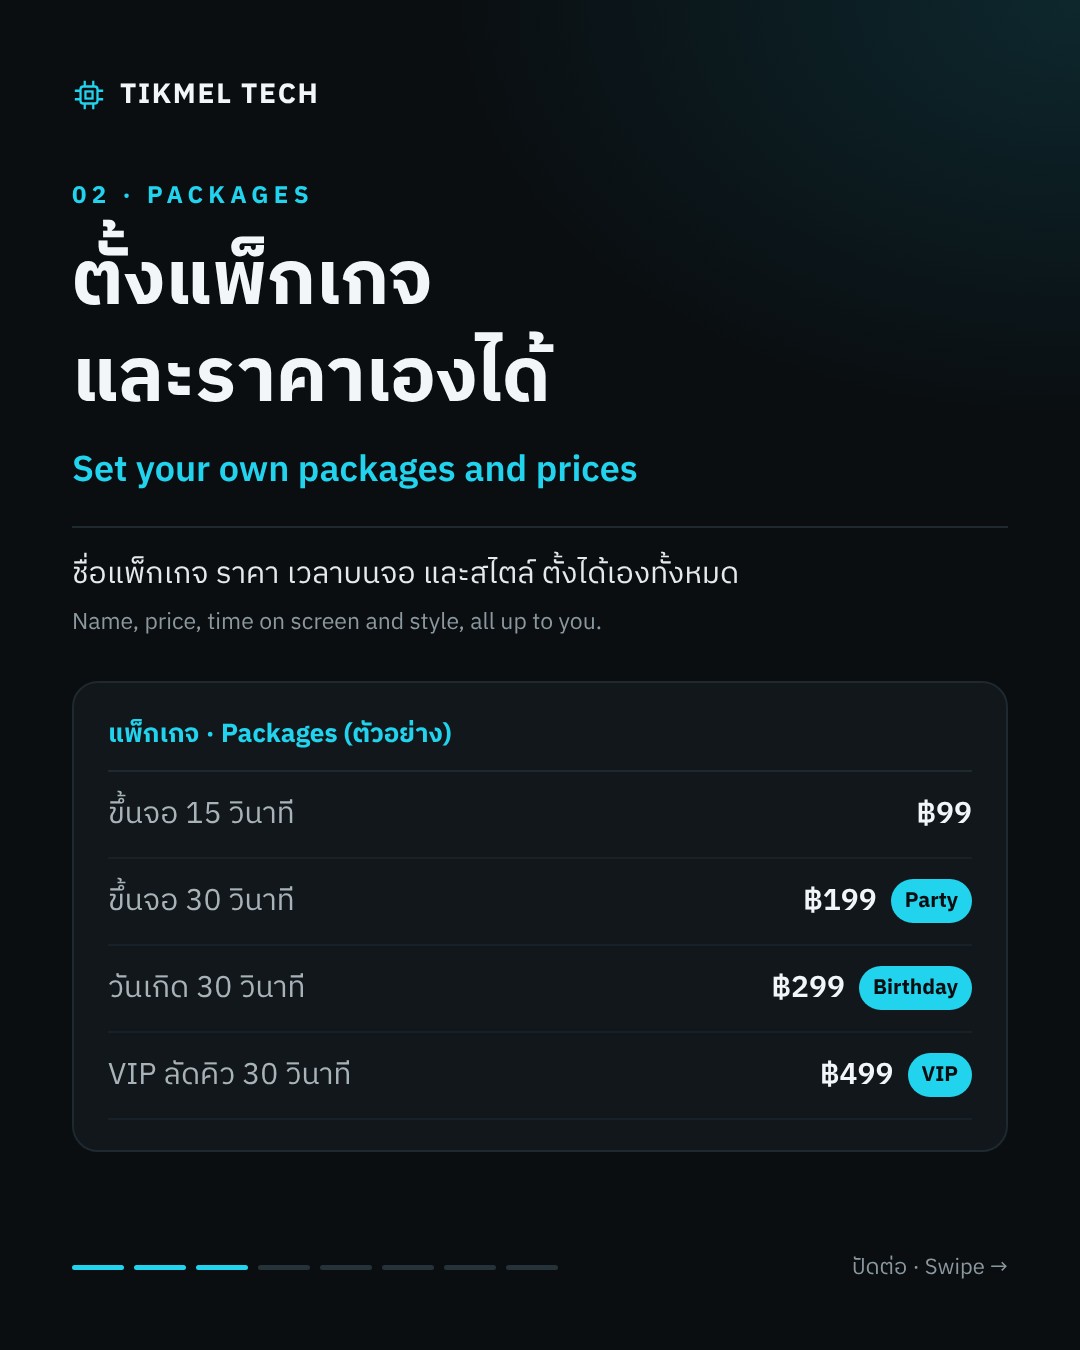 TIKMEL TECH
02 · PACKAGES
ตั้งแพ็กเกจ
และราคาเองได้
Set your own packages and prices
ชื่อแพ็กเกจ ราคา เวลาบนจอ และสไตล์ ตั้งได้เองทั้งหมด
Name, price, time on screen and style, all up to you.
แพ็กเกจ · Packages (ตัวอย่าง)
ขึ้นจอ 15 วินาที ฿99
ขึ้นจอ 30 วินาที ฿199 Party
วันเกิด 30 วินาที ฿299 Birthday
VIP ลัดคิว 30 วินาที ฿499 VIP
ปัดต่อ · Swipe →